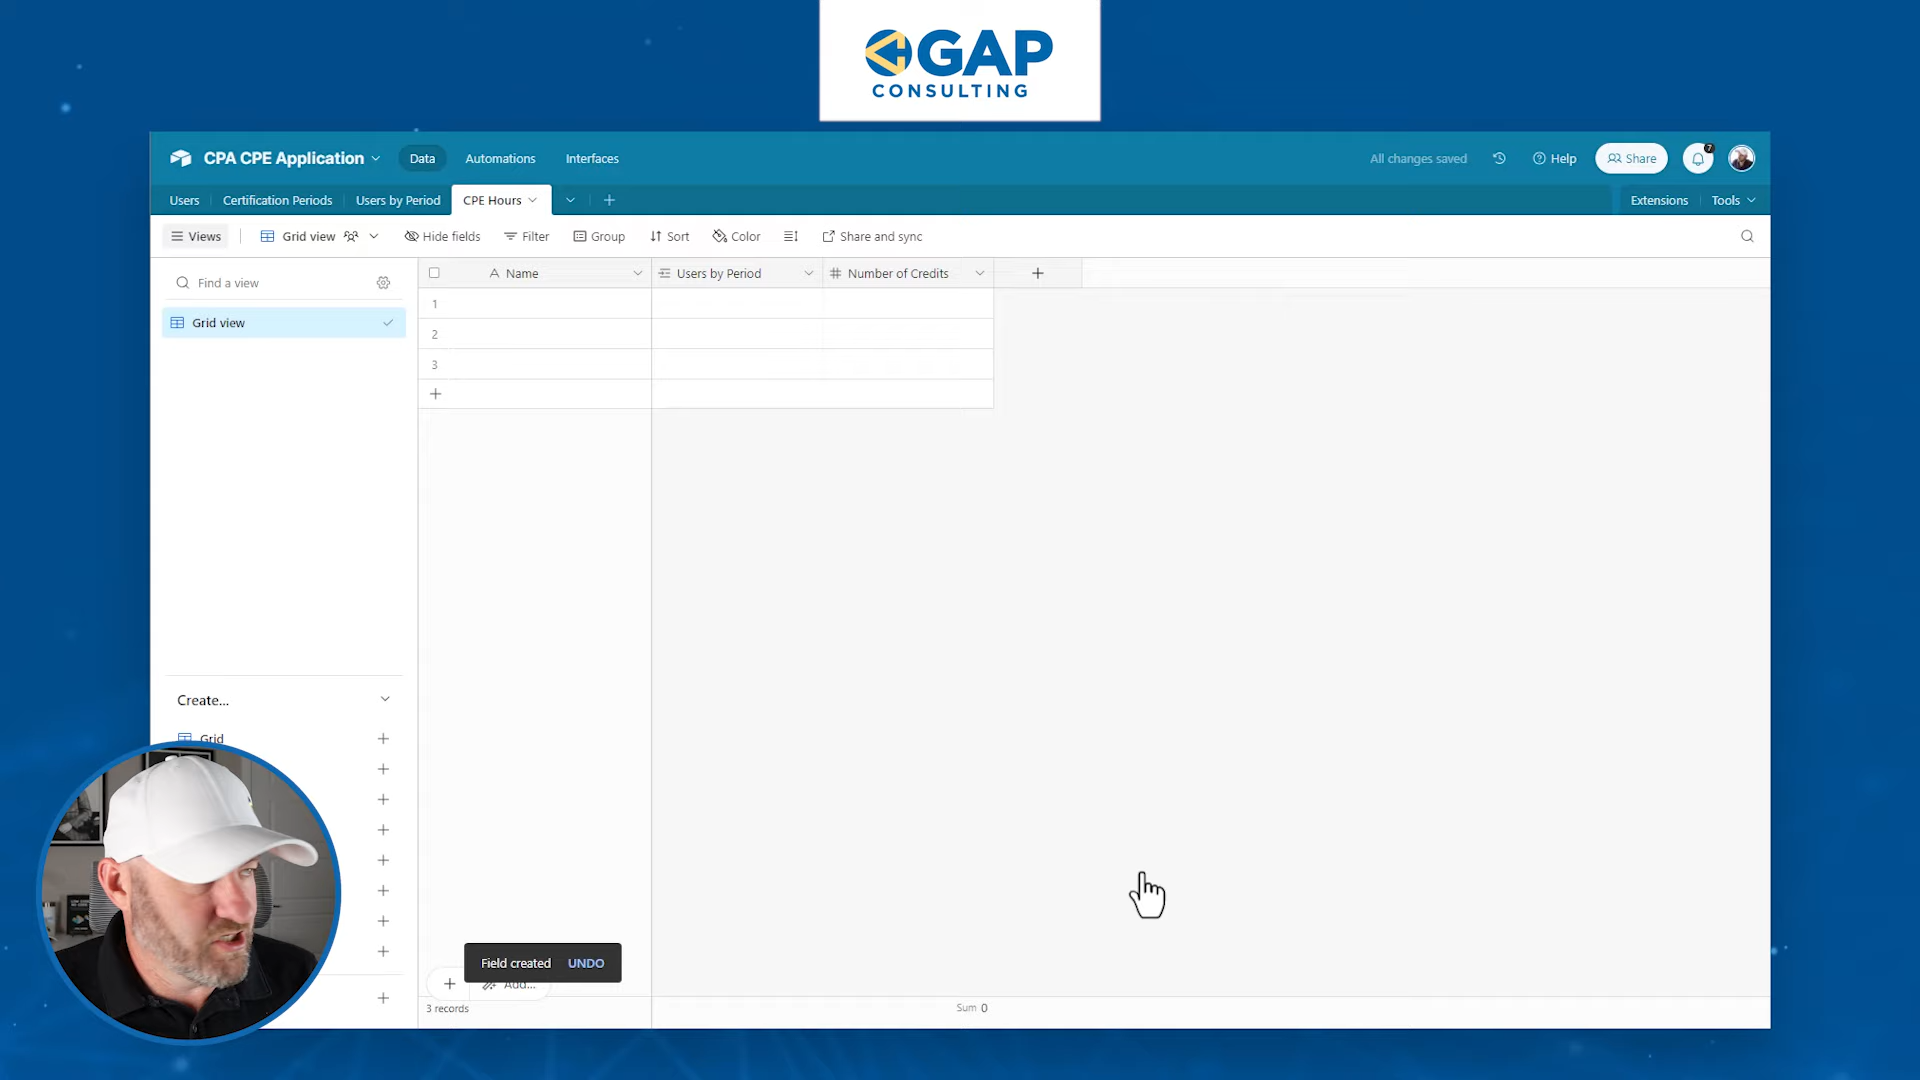 GAP
CONSULTING
CPA CPE Application
Data
Automations
Interfaces
All changes saved
Help
Share
7
Users
Certification Periods
Users by Period
CPE Hours
Extensions
Tools
Views
Grid view
Hide fields
Filter
Group
Sort
Color
Share and sync
Find a view
Name
Users by Period
Number of Credits
Grid view
1
2
3
Create...
Grid
Field created UNDO
Add...
3 records
Sum 0